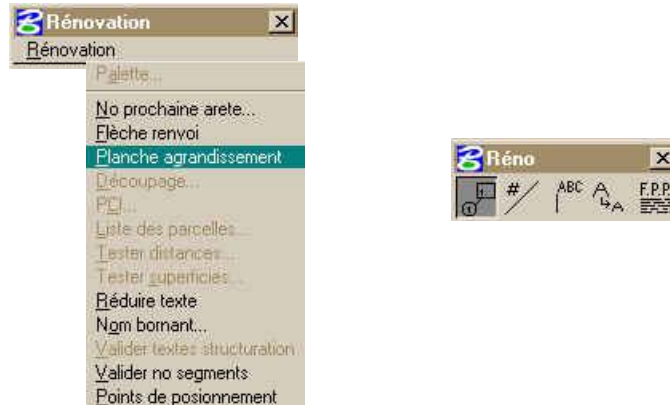 Rénovation
Rénovation
Palette...
No prochaine arete...
Flèche renvoi
Planche agrandissement
Découpage...
PCI...
Liste des parcelles...
Tester distances...
Tester superficies...
Réduire texte
Nom bornant...
Valider textes structuration
Valider no segments
Points de posionnement
Réno
1 # ABC A A F.P.P.